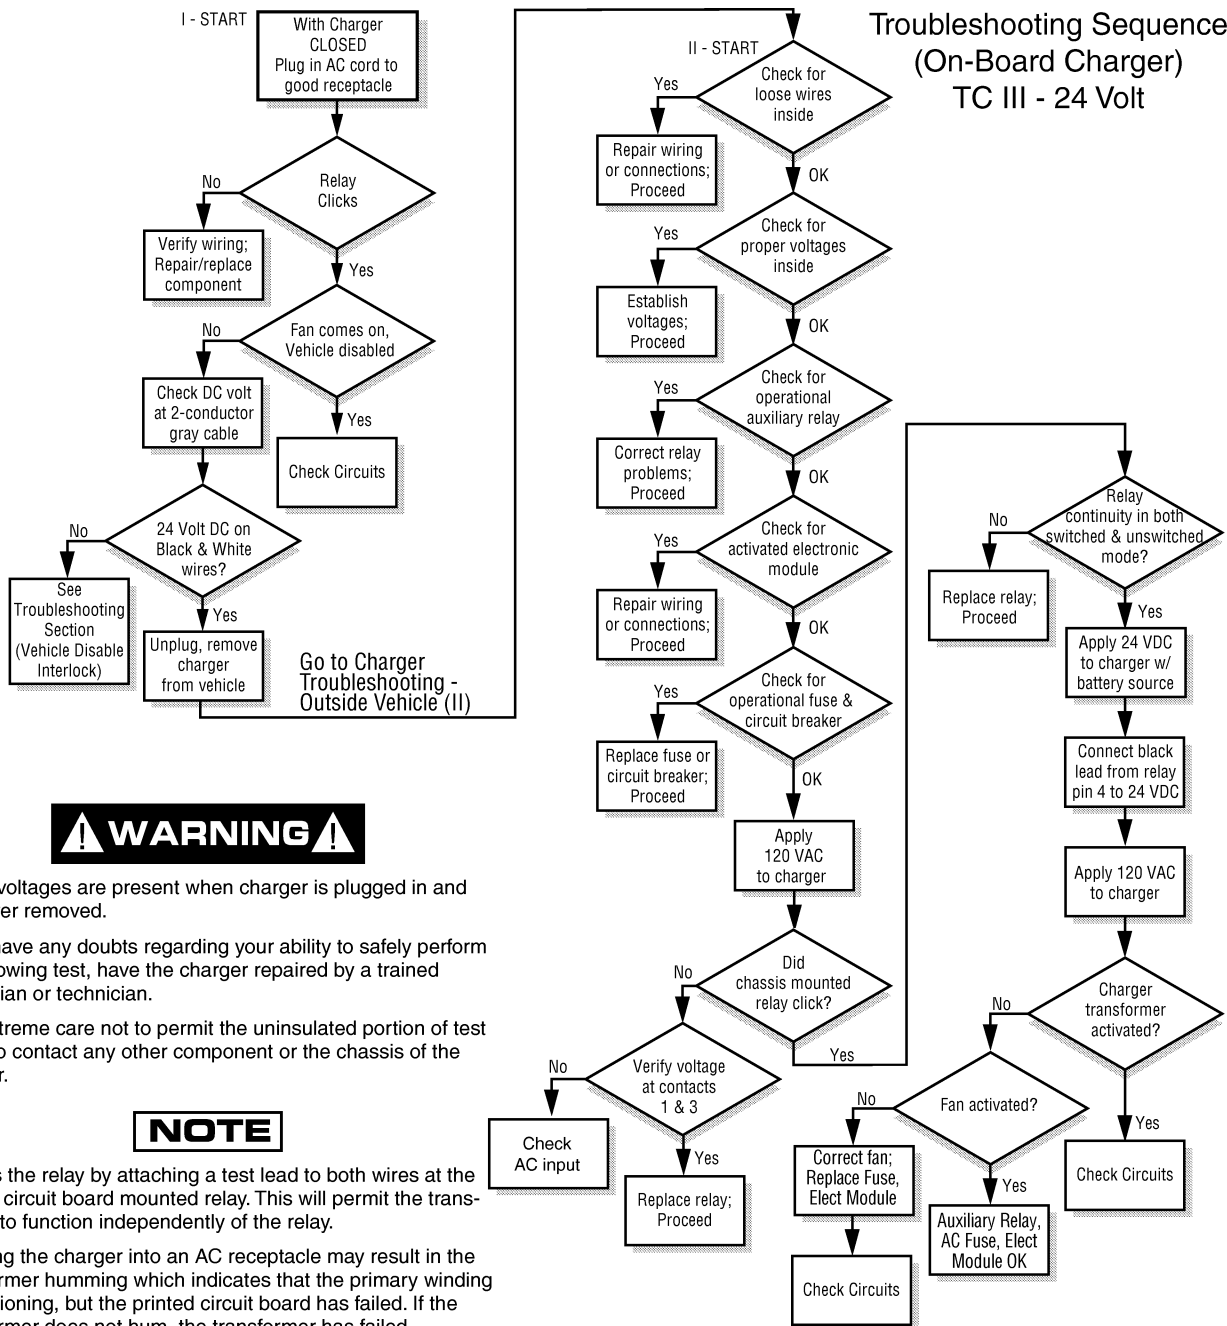 Troubleshooting Sequence
(On-Board Charger)
TC III - 24 Volt
I - START
With Charger
CLOSED
Plug in AC cord to
good receptacle
Relay
Clicks
No
Verify wiring;
Repair/replace
component
Yes
Fan comes on,
Vehicle disabled
No
Check DC volt
at 2-conductor
gray cable
Yes
Check Circuits
24 Volt DC on
Black & White
wires?
No
See
Troubleshooting
Section
(Vehicle Disable
Interlock)
Yes
Unplug, remove
charger
from vehicle
Go to Charger
Troubleshooting -
Outside Vehicle (II)
II - START
Check for
loose wires
inside
Yes
Repair wiring
or connections;
Proceed
OK
Check for
proper voltages
inside
Yes
Establish
voltages;
Proceed
OK
Check for
operational
auxiliary relay
Yes
Correct relay
problems;
Proceed
OK
Check for
activated electronic
module
Yes
Repair wiring
or connections;
Proceed
OK
Check for
operational fuse &
circuit breaker
Yes
Replace fuse or
circuit breaker;
Proceed
OK
Apply
120 VAC
to charger
Did
chassis mounted
relay click?
No
Verify voltage
at contacts
1 & 3
No
Check
AC input
Yes
Replace relay;
Proceed
Yes
Relay
continuity in both
switched & unswitched
mode?
No
Replace relay;
Proceed
Yes
Apply 24 VDC
to charger w/
battery source
Connect black
lead from relay
pin 4 to 24 VDC
Apply 120 VAC
to charger
Charger
transformer
activated?
No
Fan activated?
No
Correct fan;
Replace Fuse,
Elect Module
Check Circuits
Yes
Auxiliary Relay,
AC Fuse, Elect
Module OK
Yes
Check Circuits
WARNING
voltages are present when charger is plugged in and
er removed.
have any doubts regarding your ability to safely perform
owing test, have the charger repaired by a trained
ian or technician.
treme care not to permit the uninsulated portion of test
o contact any other component or the chassis of the
r.
NOTE
s the relay by attaching a test lead to both wires at the
circuit board mounted relay. This will permit the trans-
to function independently of the relay.
ng the charger into an AC receptacle may result in the
rmer humming which indicates that the primary winding
tioning, but the printed circuit board has failed. If the
rmer does not hum, the transformer has failed.